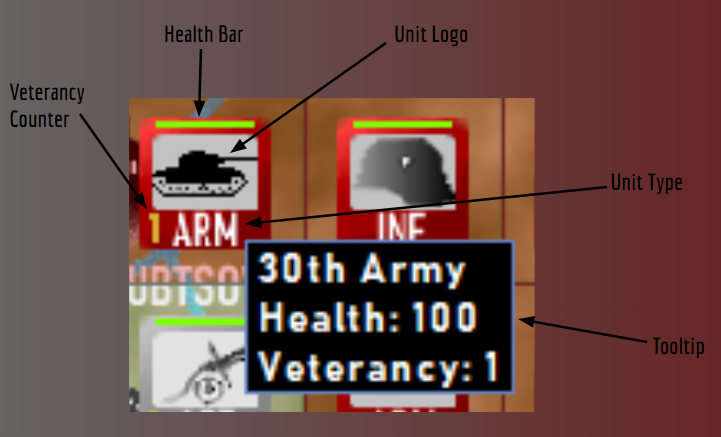 Health Bar
Unit Logo
Veterancy
Counter
Unit Type
1 ARM
INF
30th Army
Health: 100
Veterancy: 1
Tooltip